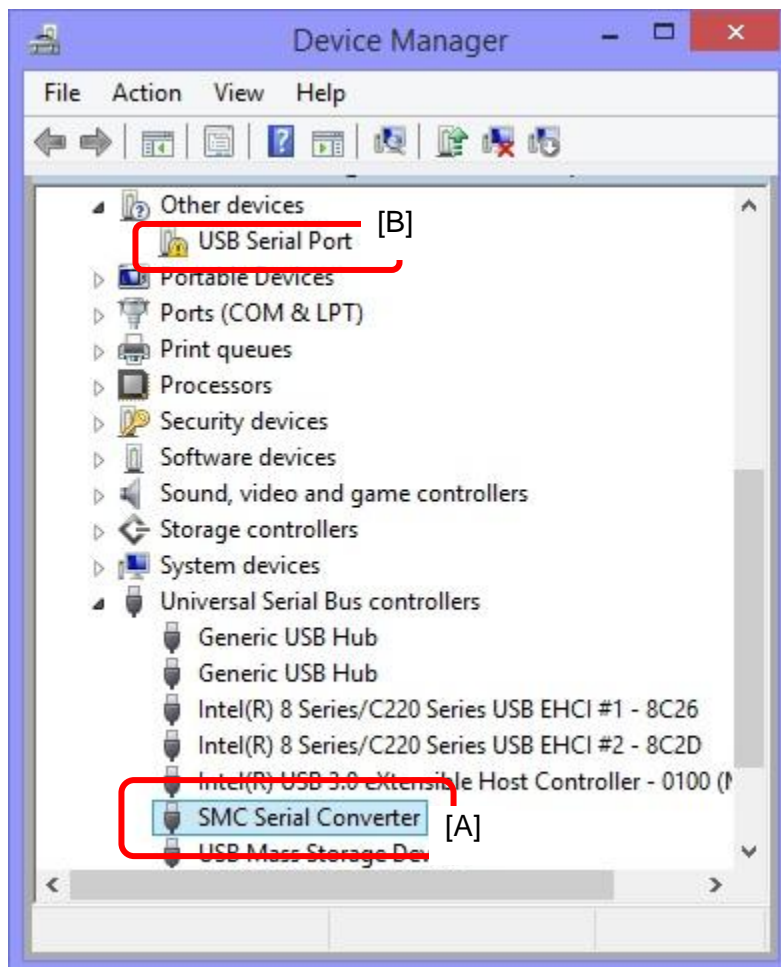 Device Manager
File Action View Help
Other devices
[B]
USB Serial Port
Portable Devices
Ports (COM & LPT)
Print queues
Processors
Security devices
Software devices
Sound, video and game controllers
Storage controllers
System devices
Universal Serial Bus controllers
Generic USB Hub
Generic USB Hub
Intel(R) 8 Series/C220 Series USB EHCI #1 - 8C26
Intel(R) 8 Series/C220 Series USB EHCI #2 - 8C2D
Intel(R) USB 3.0 eXtensible Host Controller - 0100 (
SMC Serial Converter
[A]
USB Mass Storage